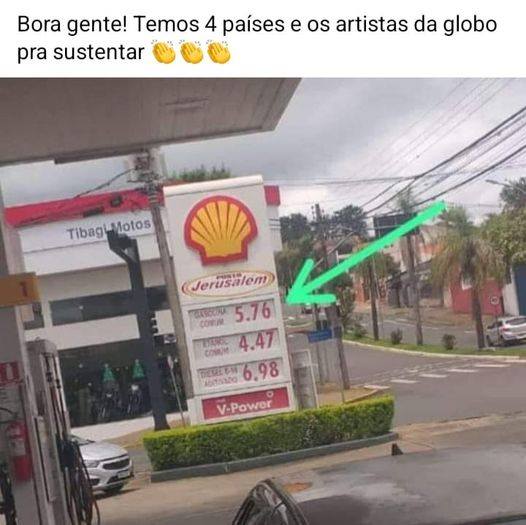 Bora gente! Temos 4 países e os artistas da globo
pra sustentar 👏👏👏
Tibagi Motos
POSTO
Jerusalém
GASOLINA
COMUM
5.76
ETANOL
COMUM
4.47
DIESEL S-10
ADITIVADO
6.98
V-Power
1